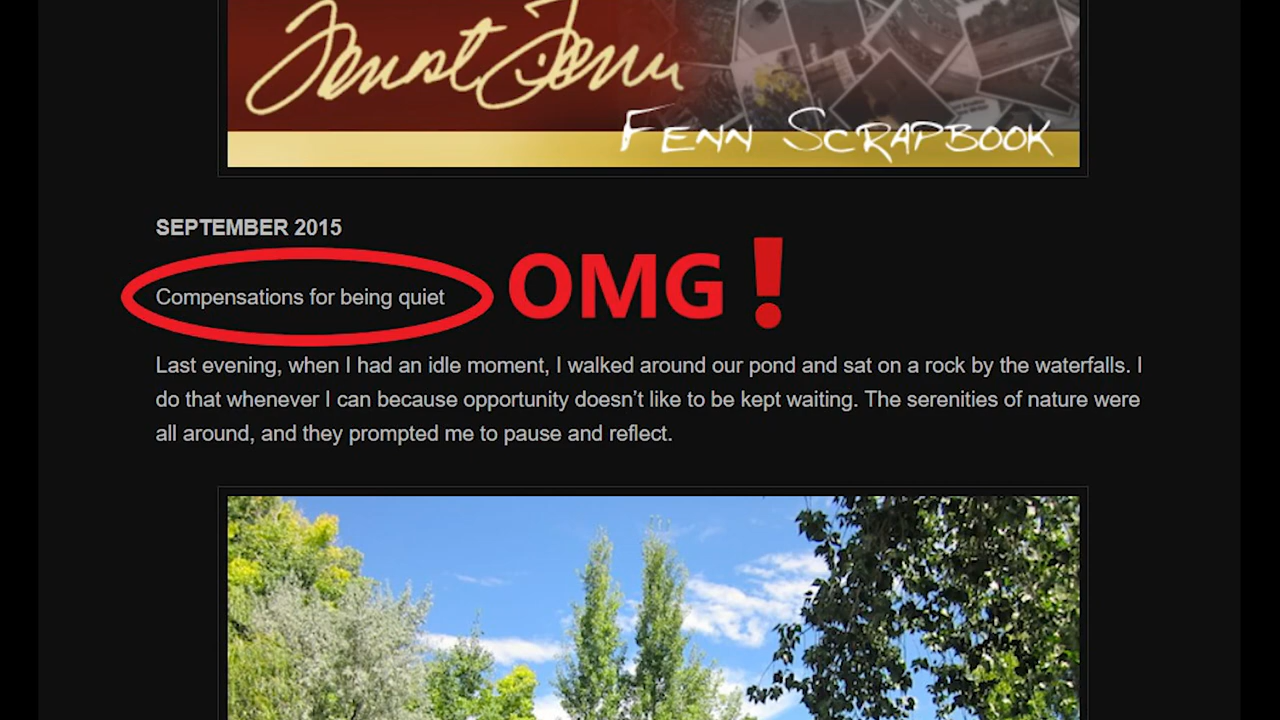 Forrest Fenn
FENN SCRAPBOOK
SEPTEMBER 2015
Compensations for being quiet
OMG!
Last evening, when I had an idle moment, I walked around our pond and sat on a rock by the waterfalls. I
do that whenever I can because opportunity doesn’t like to be kept waiting. The serenities of nature were
all around, and they prompted me to pause and reflect.